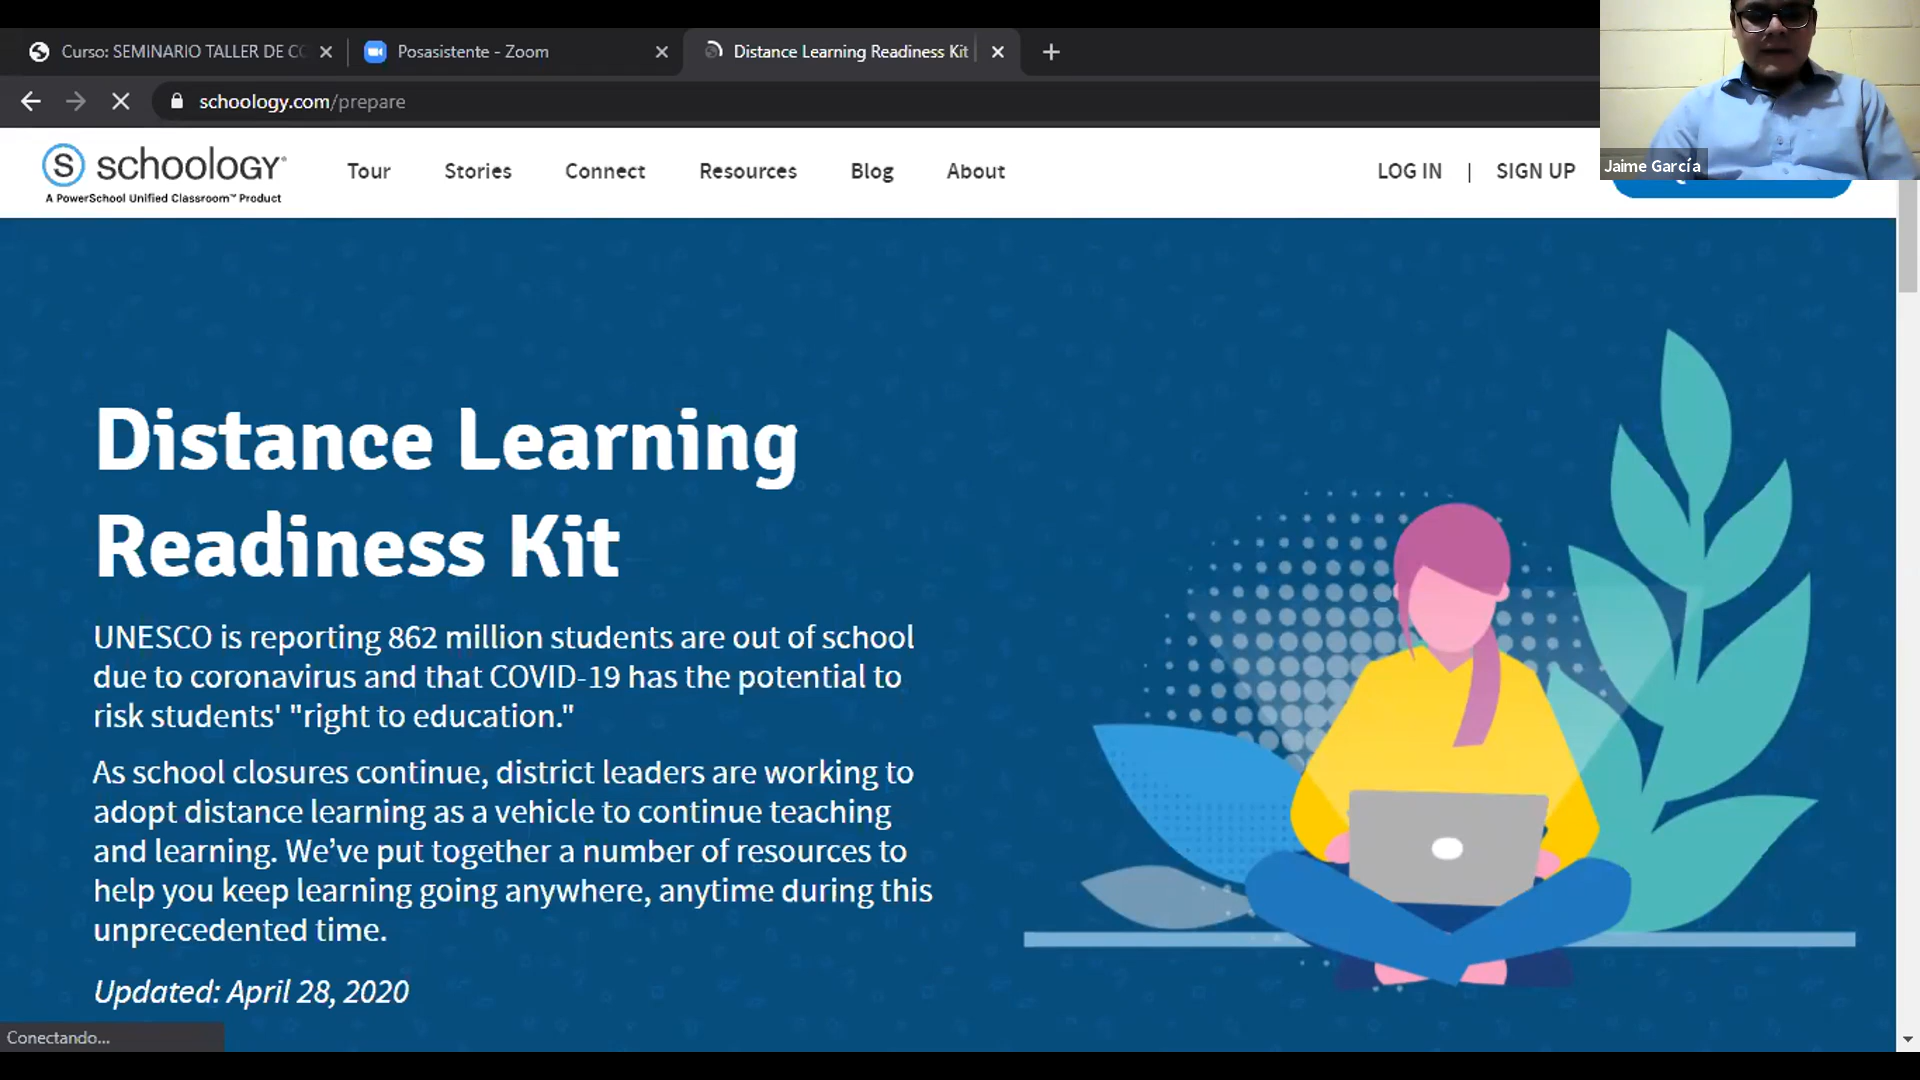 Curso: SEMINARIO TALLER DE CO
Posasistente - Zoom
Distance Learning Readiness Kit
schoology.com/prepare
Jaime García
S schoology
A PowerSchool Unified Classroom™ Product
Tour
Stories
Connect
Resources
Blog
About
LOG IN | SIGN UP
Distance Learning
Readiness Kit
UNESCO is reporting 862 million students are out of school
due to coronavirus and that COVID-19 has the potential to
risk students' "right to education."
As school closures continue, district leaders are working to
adopt distance learning as a vehicle to continue teaching
and learning. We’ve put together a number of resources to
help you keep learning going anywhere, anytime during this
unprecedented time.
Updated: April 28, 2020
Conectando...